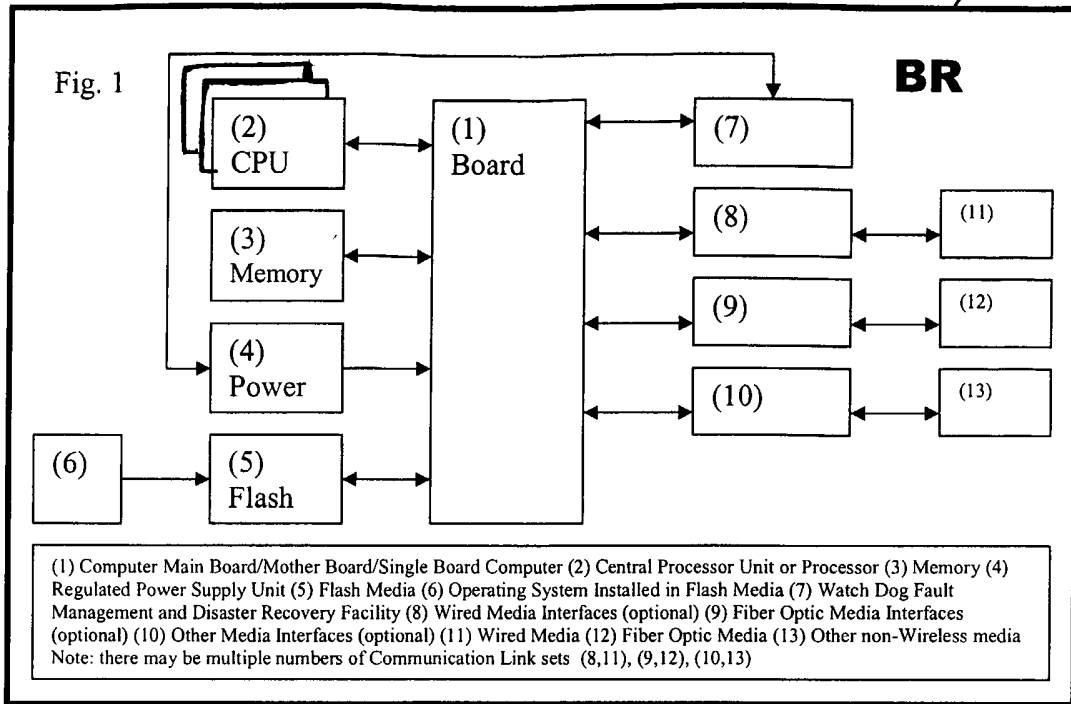 Fig. 1
BR
(2)
CPU
(1)
Board
(7)
(3)
Memory
(8)
(11)
(4)
Power
(9)
(12)
(6)
(5)
Flash
(10)
(13)
(1) Computer Main Board/Mother Board/Single Board Computer (2) Central Processor Unit or Processor (3) Memory (4)
Regulated Power Supply Unit (5) Flash Media (6) Operating System Installed in Flash Media (7) Watch Dog Fault
Management and Disaster Recovery Facility (8) Wired Media Interfaces (optional) (9) Fiber Optic Media Interfaces
(optional) (10) Other Media Interfaces (optional) (11) Wired Media (12) Fiber Optic Media (13) Other non-Wireless media
Note: there may be multiple numbers of Communication Link sets (8,11), (9,12), (10,13)